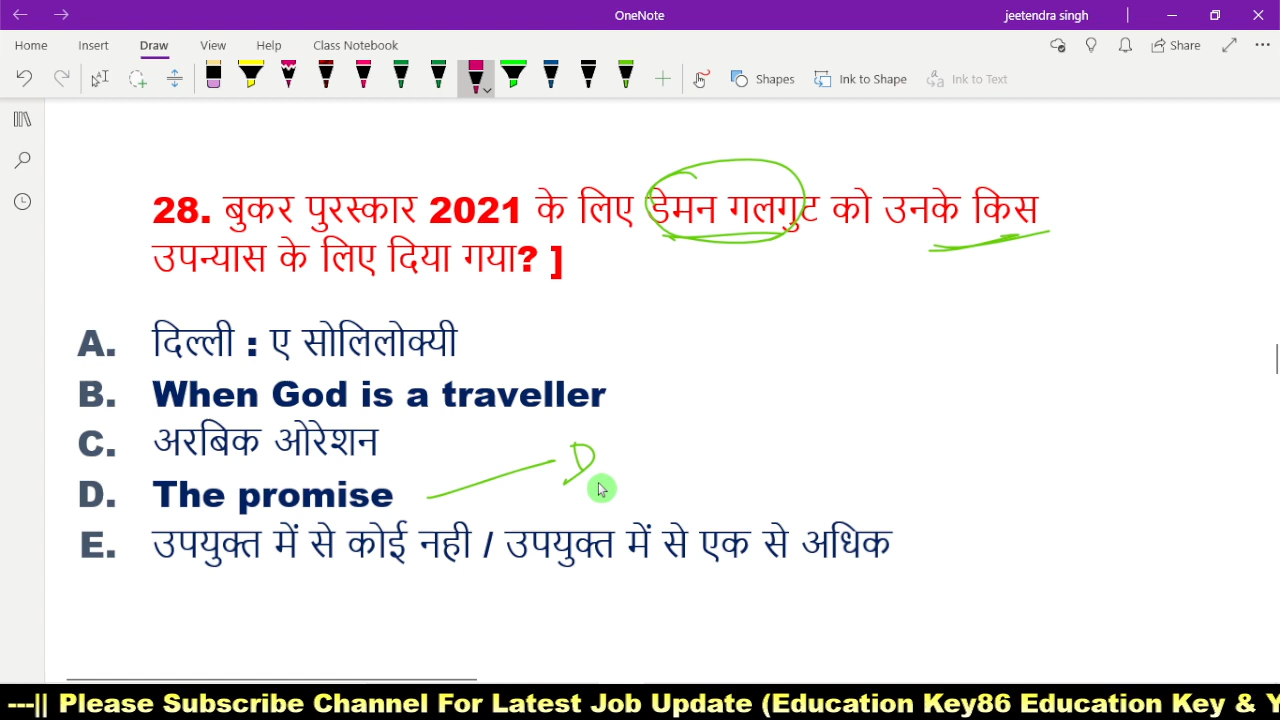 OneNote
jeetendra singh
Home Insert Draw View Help Class Notebook
Share
Shapes Ink to Shape Ink to Text
28. बुकर पुरस्कार 2021 के लिए डेमन गलगुट को उनके किस
उपन्यास के लिए दिया गया? ]
A. दिल्ली : ए सोलिलोक्यी
B. When God is a traveller
C. अरबिक ओरेशन
D. The promise
D
E. उपयुक्त में से कोई नही / उपयुक्त में से एक से अधिक
---|| Please Subscribe Channel For Latest Job Update (Education Key86 Education Key & Y